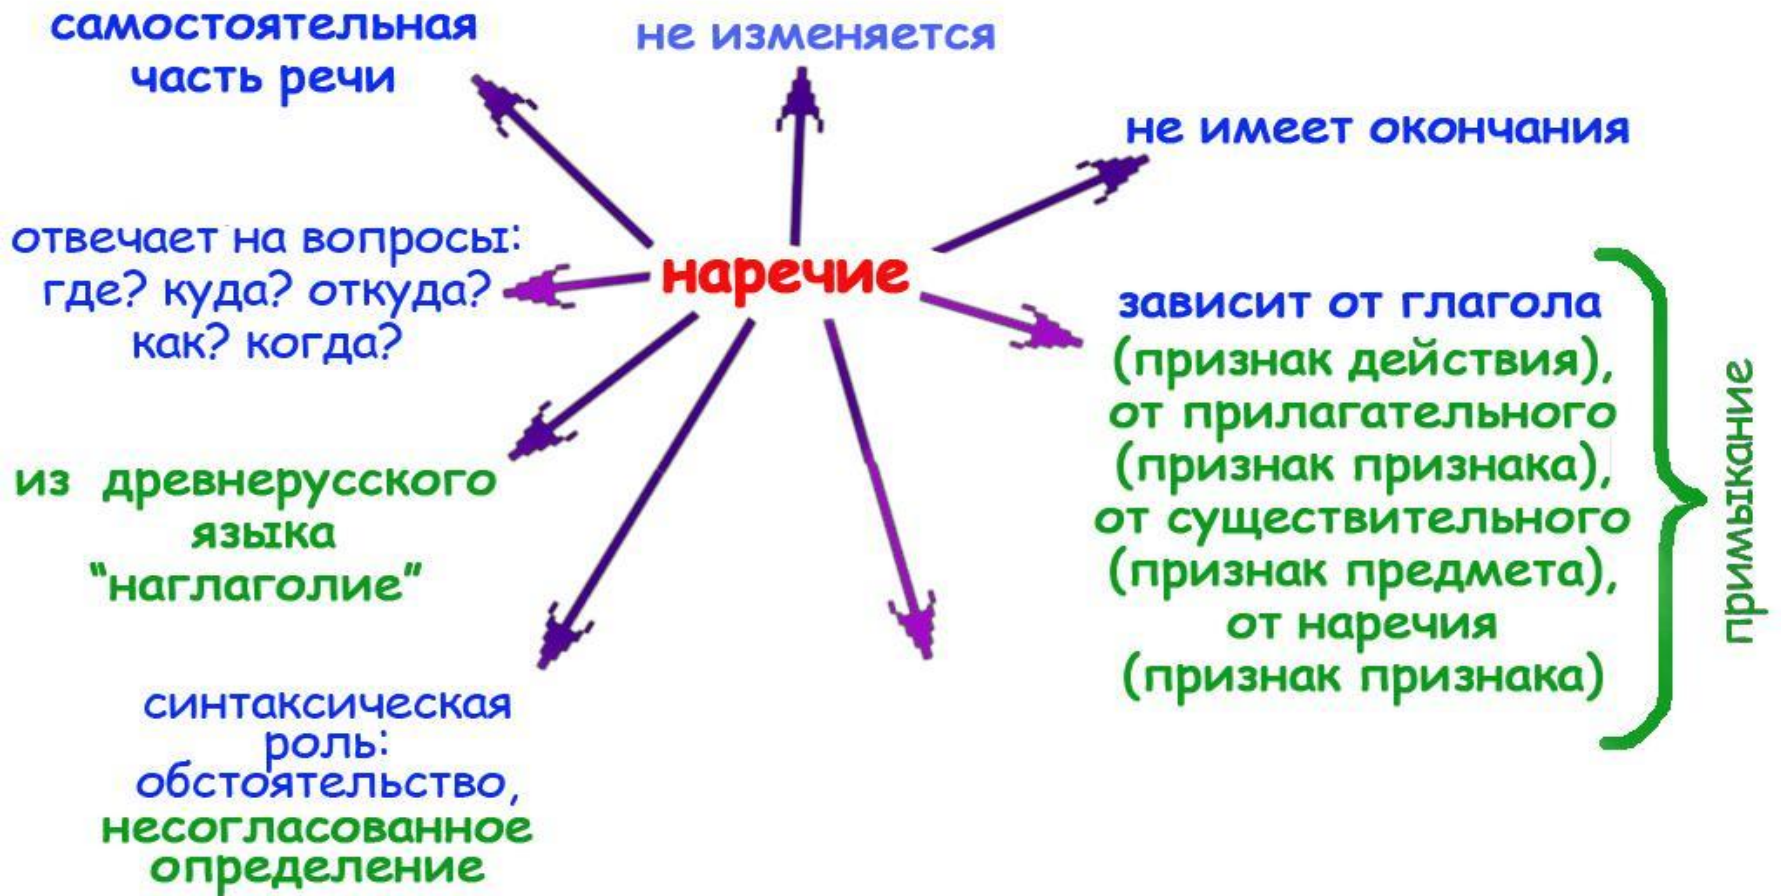 самостоятельная
часть речи
не изменяется
не имеет окончания
отвечает на вопросы:
где? куда? откуда?
как? когда?
наречие
зависит от глагола
(признак действия),
от прилагательного
(признак признака),
от существительного
(признак предмета),
от наречия
(признак признака)
примыкание
из древнерусского
языка
“наглаголие”
синтаксическая
роль:
обстоятельство,
несогласованное
определение